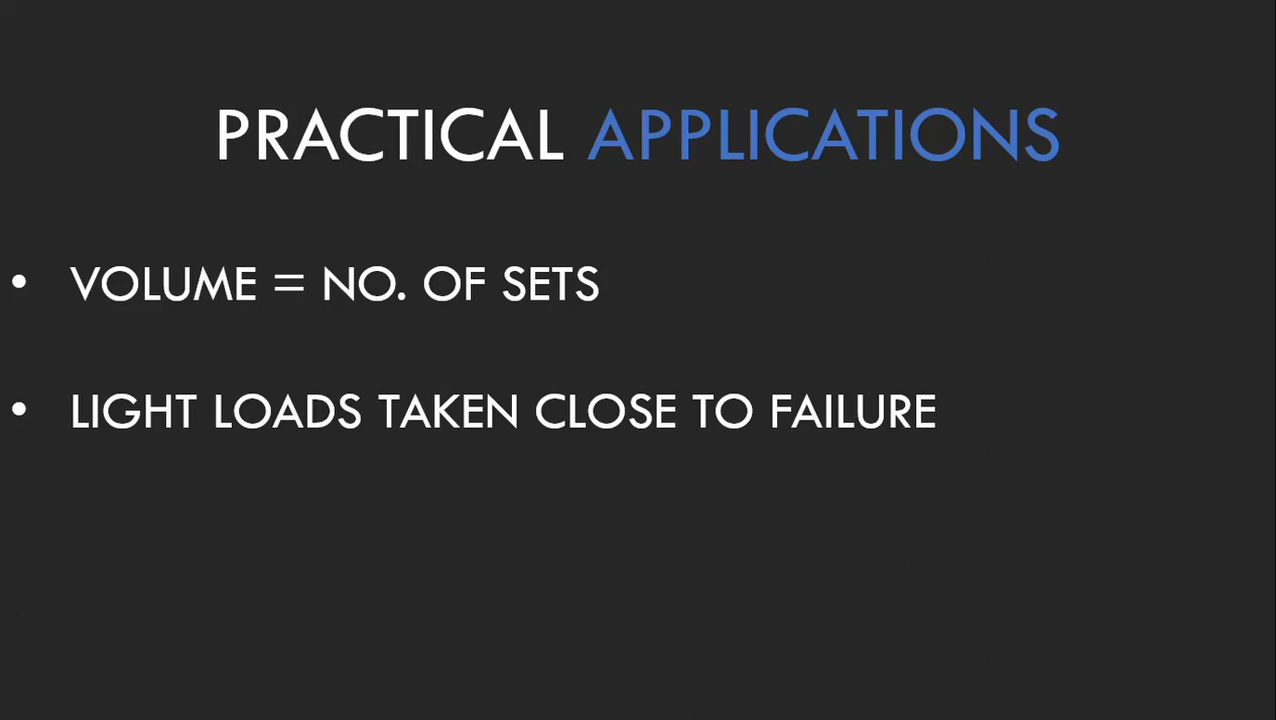 PRACTICAL APPLICATIONS
• VOLUME = NO. OF SETS
• LIGHT LOADS TAKEN CLOSE TO FAILURE